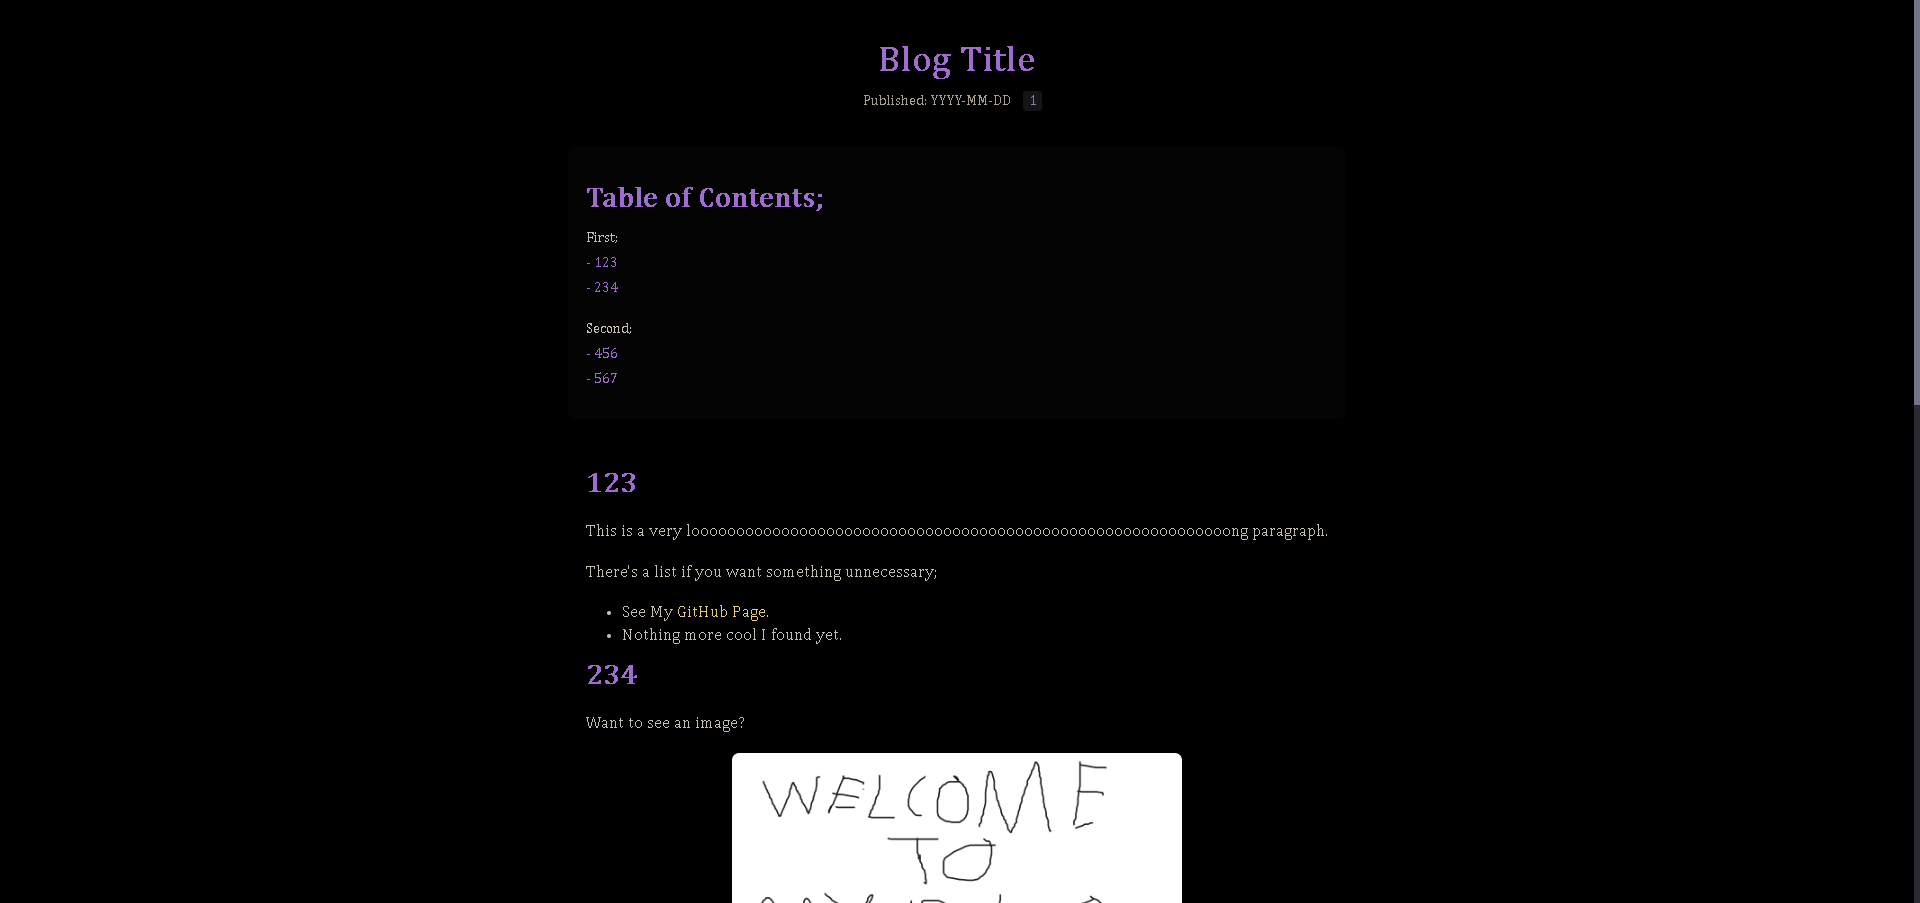 Blog Title
Published: YYYY-MM-DD 1
Table of Contents;
First;
- 123
- 234
Second;
- 456
- 567
123
This is a very looooooooooooooooooooooooooooooooooooooooooooooooooooooooooooong paragraph.
There's a list if you want something unnecessary;
• See My GitHub Page.
• Nothing more cool I found yet.
234
Want to see an image?
WELCOME
TO